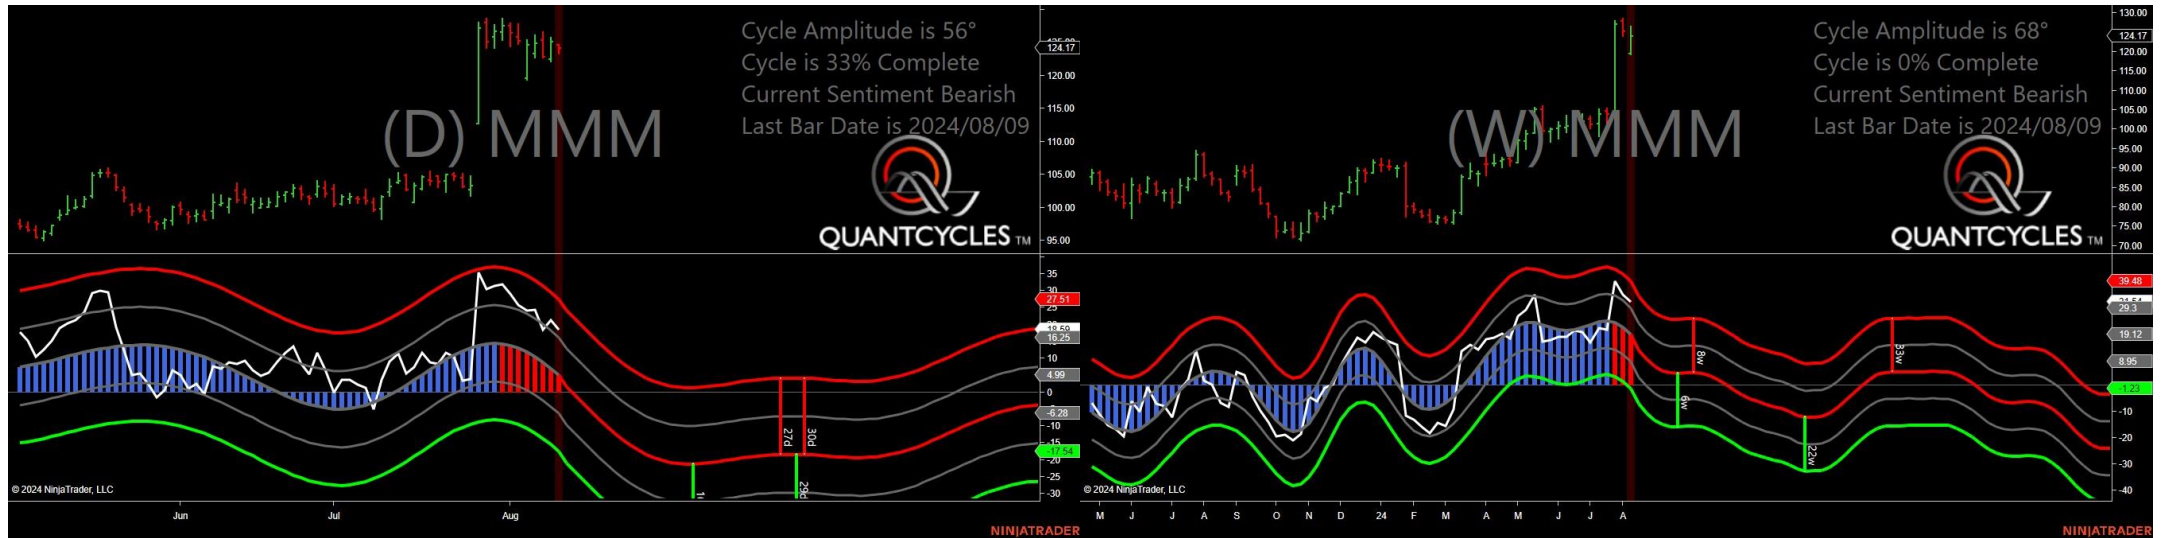 Cycle Amplitude is 56°
Cycle is 33% Complete
Current Sentiment Bearish
Last Bar Date is 2024/08/09
(D) MMM
QUANTCYCLES TM
124.17
120.00
115.00
110.00
105.00
100.00
95.00
35
30
27.51
18.59
16.25
10
4.99
0
-6.28
-10
-17.54
-20
-25
-30
27d
30d
29d
© 2024 NinjaTrader, LLC
Jun
Jul
Aug
NINJATRADER
Cycle Amplitude is 68°
Cycle is 0% Complete
Current Sentiment Bearish
Last Bar Date is 2024/08/09
(W) MMM
QUANTCYCLES TM
130.00
124.17
120.00
115.00
110.00
105.00
100.00
95.00
90.00
85.00
80.00
75.00
70.00
39.48
29.3
19.12
8.95
-1.23
-10
-20
-30
-40
8w
6w
22w
33w
© 2024 NinjaTrader, LLC
M J J A S O N D 24 F M A M J J A
NINJATRADER